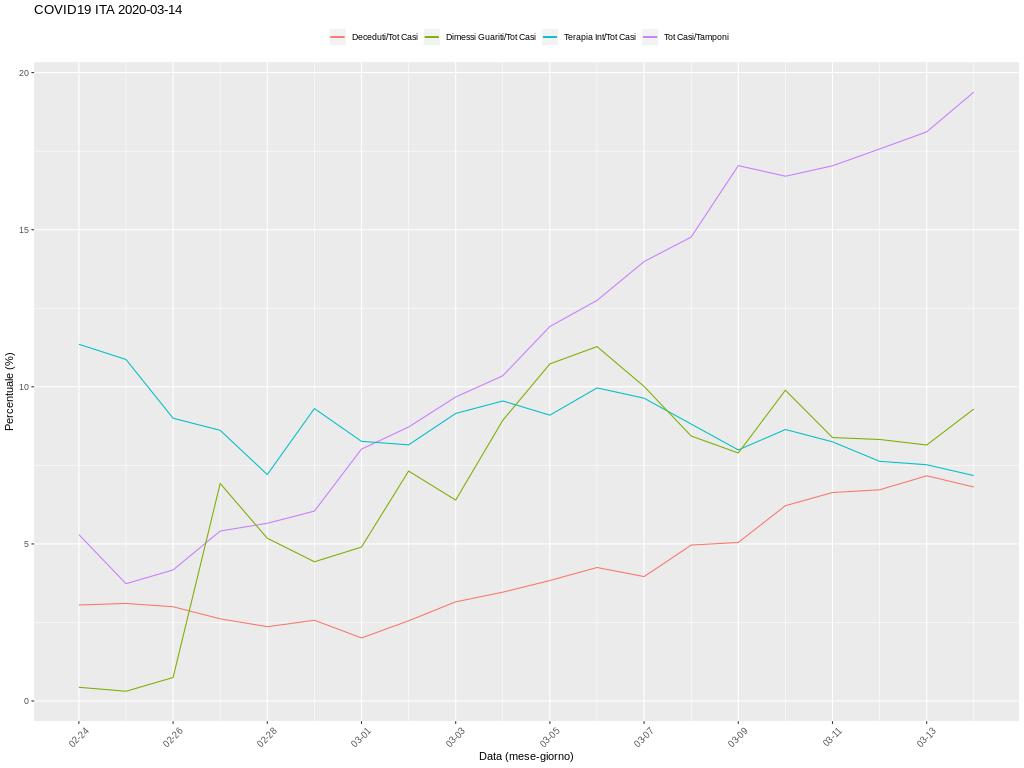 COVID19 ITA 2020-03-14
Deceduti/Tot Casi Dimessi Guariti/Tot Casi Terapia Int/Tot Casi Tot Casi/Tamponi
20
15
10
5
0
Percentuale (%)
02-24 02-26 02-28 03-01 03-03 03-05 03-07 03-09 03-11 03-13
Data (mese-giorno)